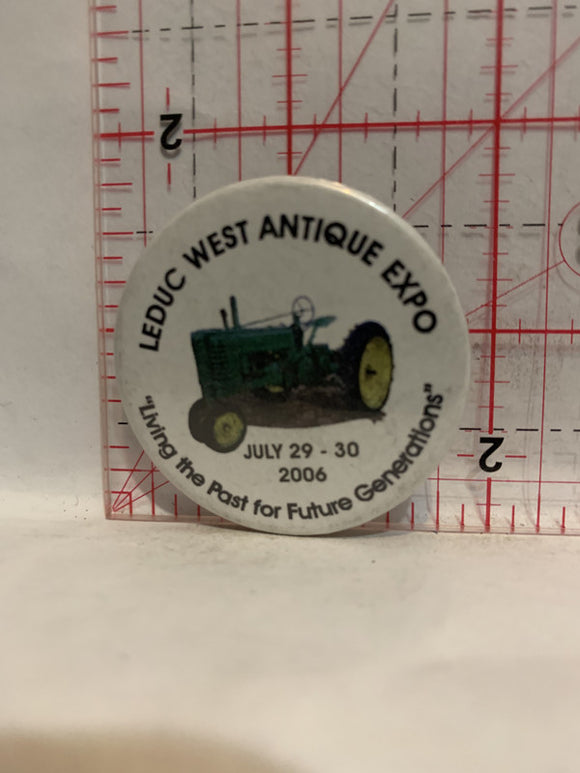 2
LEDUC WEST ANTIQUE EXPO
JULY 29 - 30
2006
"Living the Past for Future Generations"
2